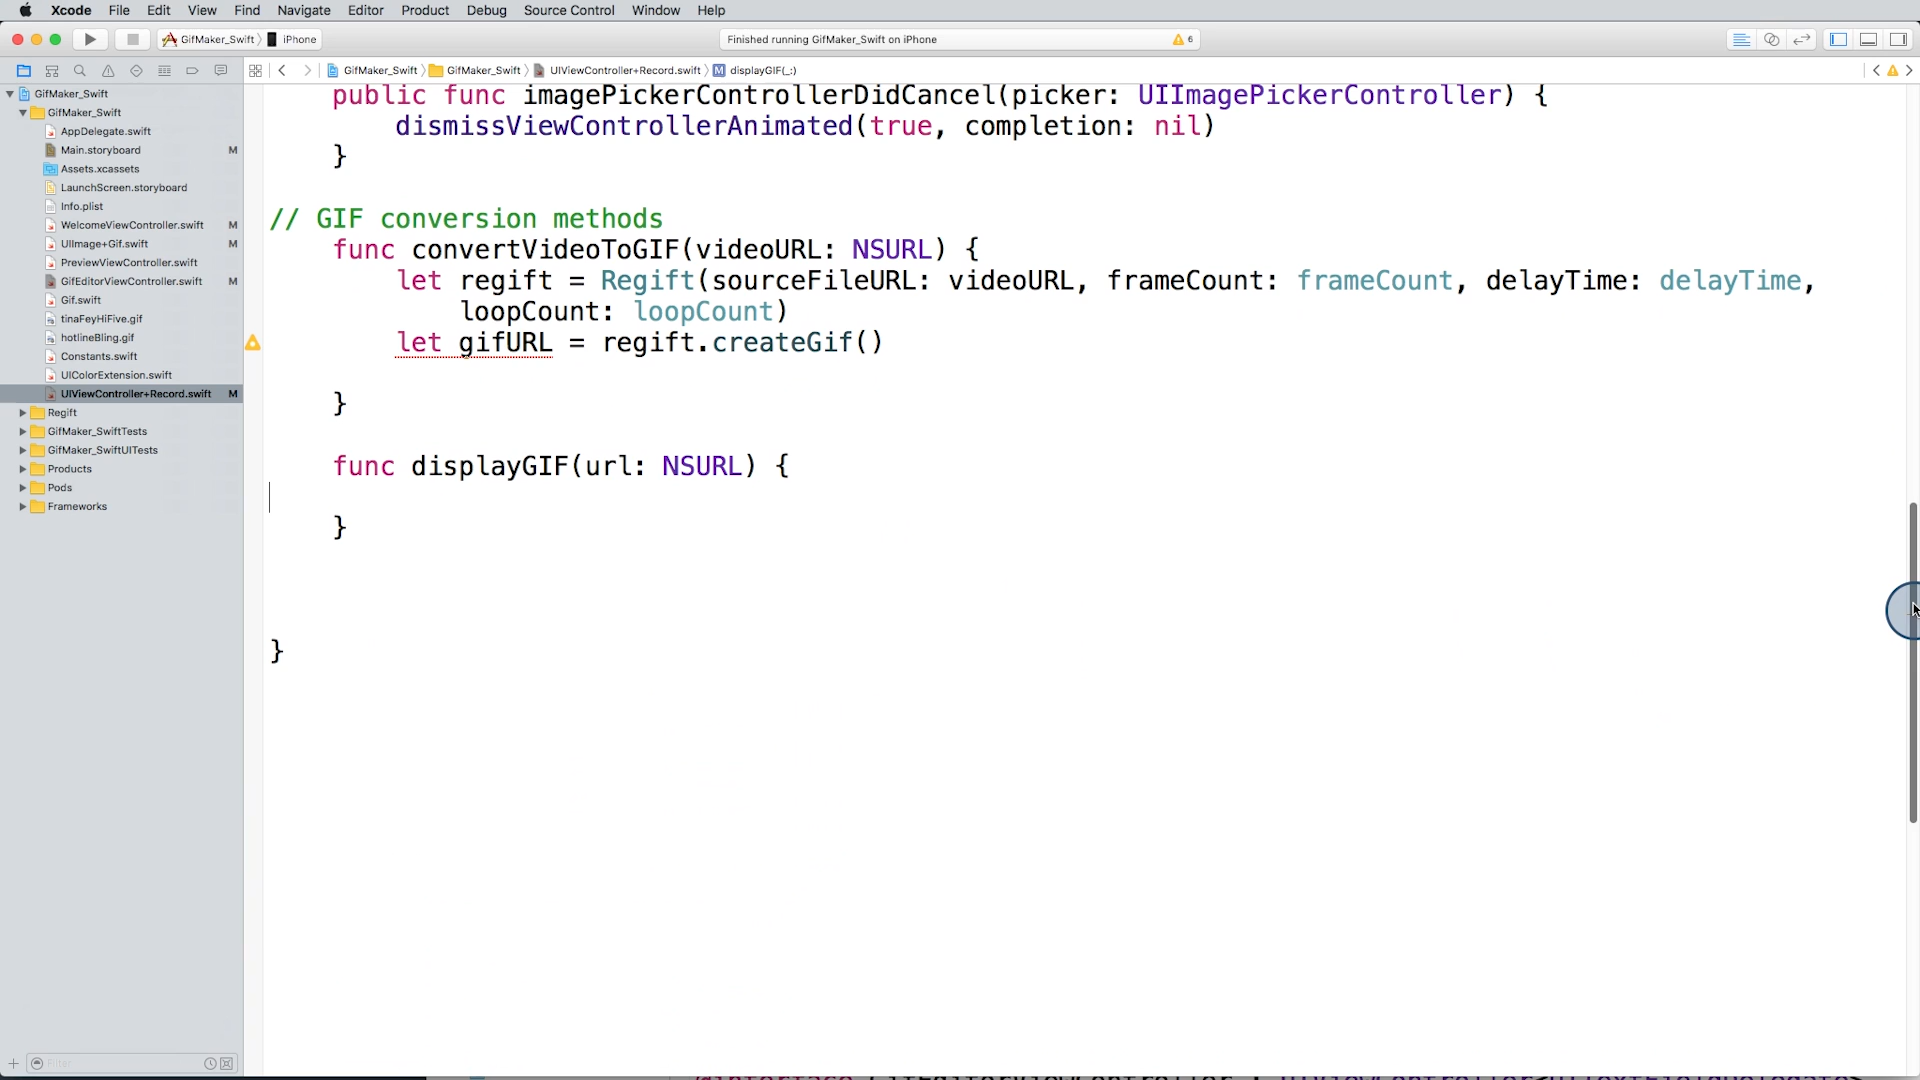 Xcode File Edit View Find Navigate Editor Product Debug Source Control Window Help
GifMaker_Swift iPhone Finished running GifMaker_Swift on iPhone 6
GifMaker_Swift GifMaker_Swift UIViewController+Record.swift M displayGIF(_:)
GifMaker_Swift
GifMaker_Swift
AppDelegate.swift
Main.storyboard M
Assets.xcassets
LaunchScreen.storyboard
Info.plist
WelcomeViewController.swift M
UIImage+Gif.swift M
PreviewViewController.swift
GifEditorViewController.swift M
Gif.swift
tinaFeyHiFive.gif
hotlineBling.gif
Constants.swift
UIColorExtension.swift
UIViewController+Record.swift M
Regift
GifMaker_SwiftTests
GifMaker_SwiftUITests
Products
Pods
Frameworks
Filter
public func imagePickerControllerDidCancel(picker: UIImagePickerController) {
dismissViewControllerAnimated(true, completion: nil)
}
// GIF conversion methods
func convertVideoToGIF(videoURL: NSURL) {
let regift = Regift(sourceFileURL: videoURL, frameCount: frameCount, delayTime: delayTime,
loopCount: loopCount)
let gifURL = regift.createGif()
}
func displayGIF(url: NSURL) {
}
}